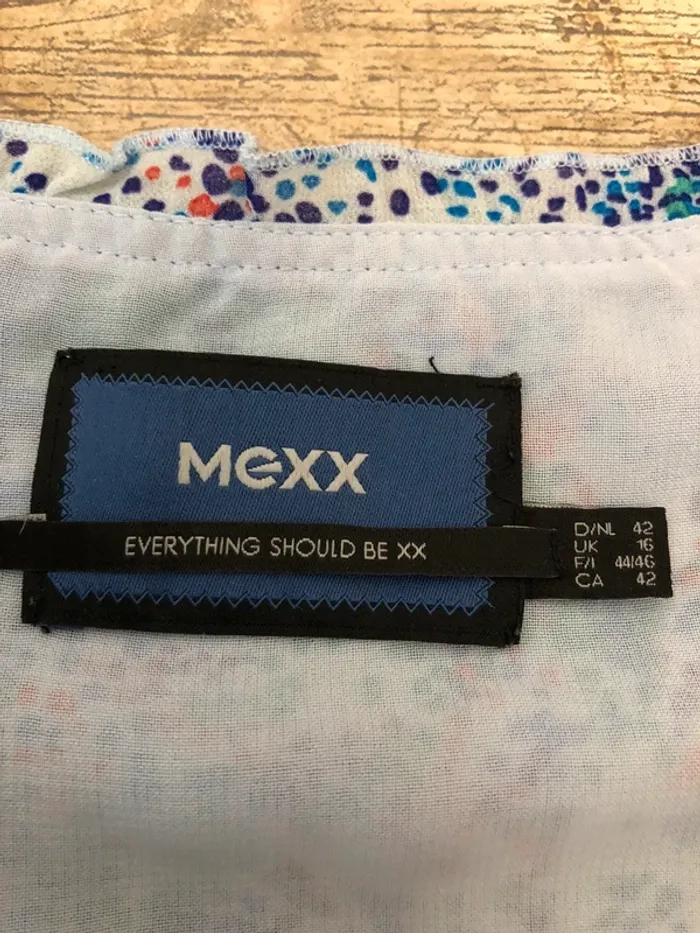 MeXX
EVERYTHING SHOULD BE XX
D/NL 42
UK 16
F/I 44/46
CA 42